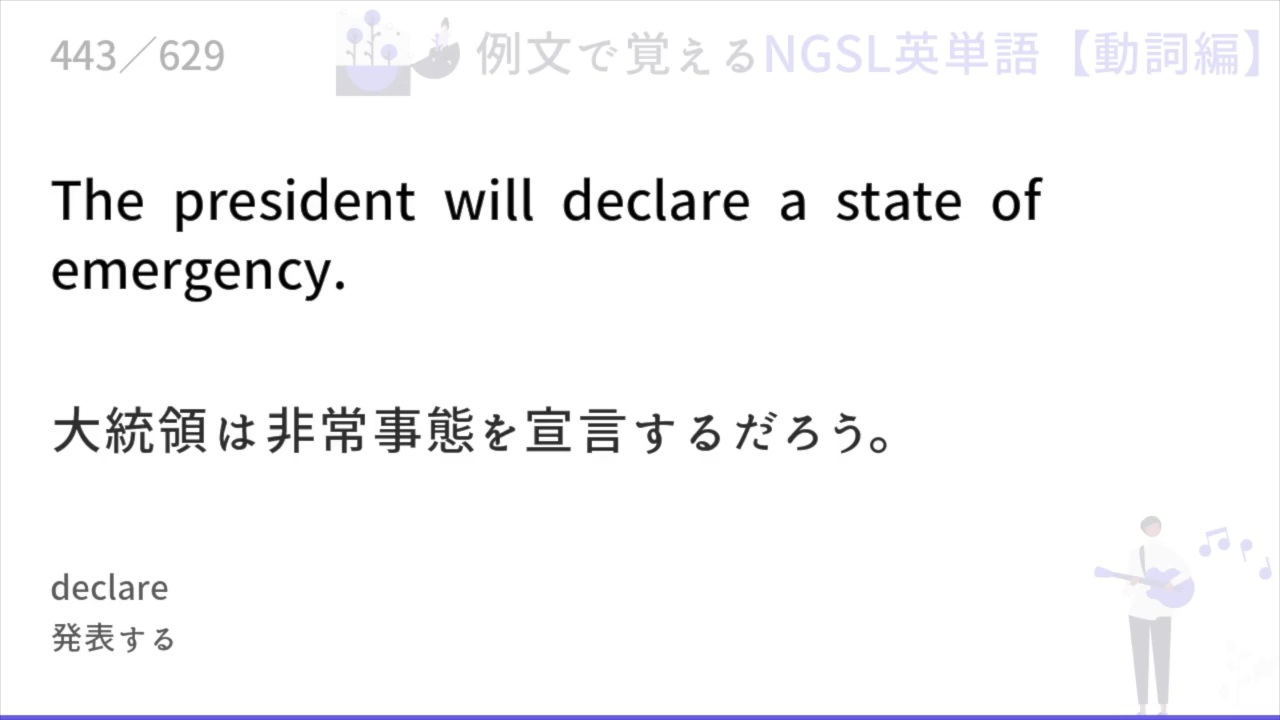 443／629
例文で覚えるNGSL英単語【動詞編】
The president will declare a state of
emergency.
大統領は非常事態を宣言するだろう。
declare
発表する